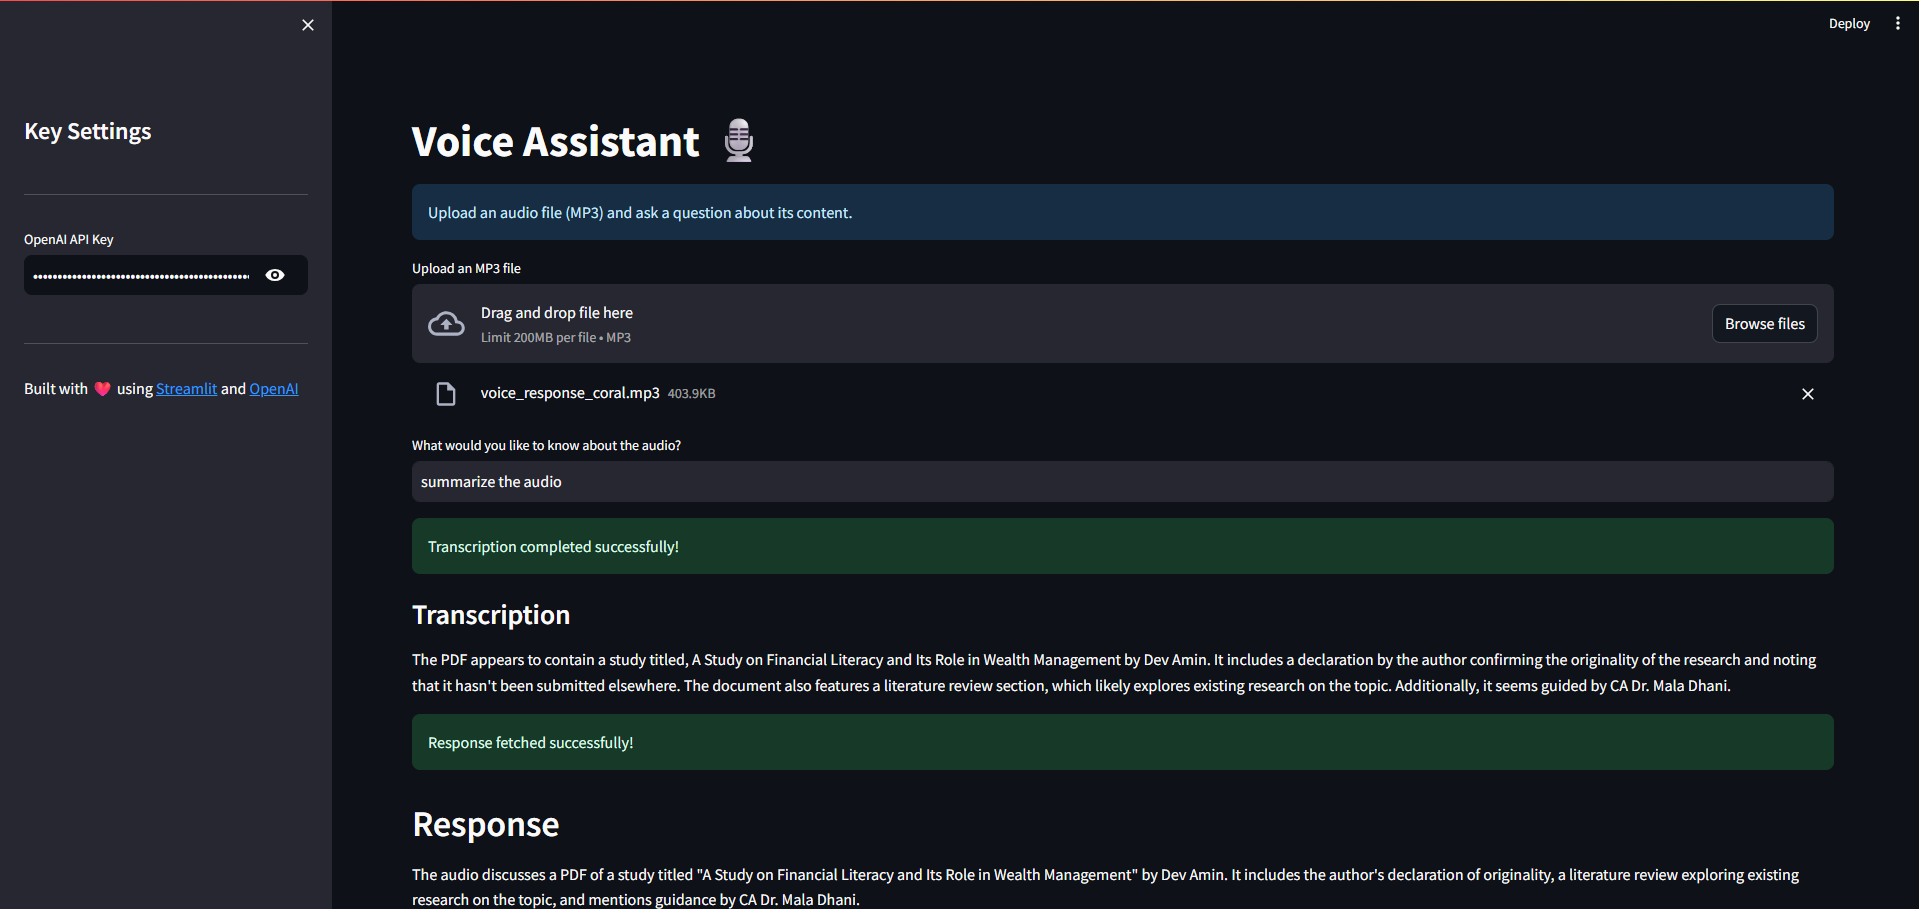 Deploy
Key Settings
OpenAI API Key
Built with using Streamlit and OpenAI
Voice Assistant
Upload an audio file (MP3) and ask a question about its content.
Upload an MP3 file
Drag and drop file here
Limit 200MB per file • MP3
Browse files
voice_response_coral.mp3 403.9KB
What would you like to know about the audio?
summarize the audio
Transcription completed successfully!
Transcription
The PDF appears to contain a study titled, A Study on Financial Literacy and Its Role in Wealth Management by Dev Amin. It includes a declaration by the author confirming the originality of the research and noting
that it hasn't been submitted elsewhere. The document also features a literature review section, which likely explores existing research on the topic. Additionally, it seems guided by CA Dr. Mala Dhani.
Response fetched successfully!
Response
The audio discusses a PDF of a study titled "A Study on Financial Literacy and Its Role in Wealth Management" by Dev Amin. It includes the author's declaration of originality, a literature review exploring existing
research on the topic, and mentions guidance by CA Dr. Mala Dhani.